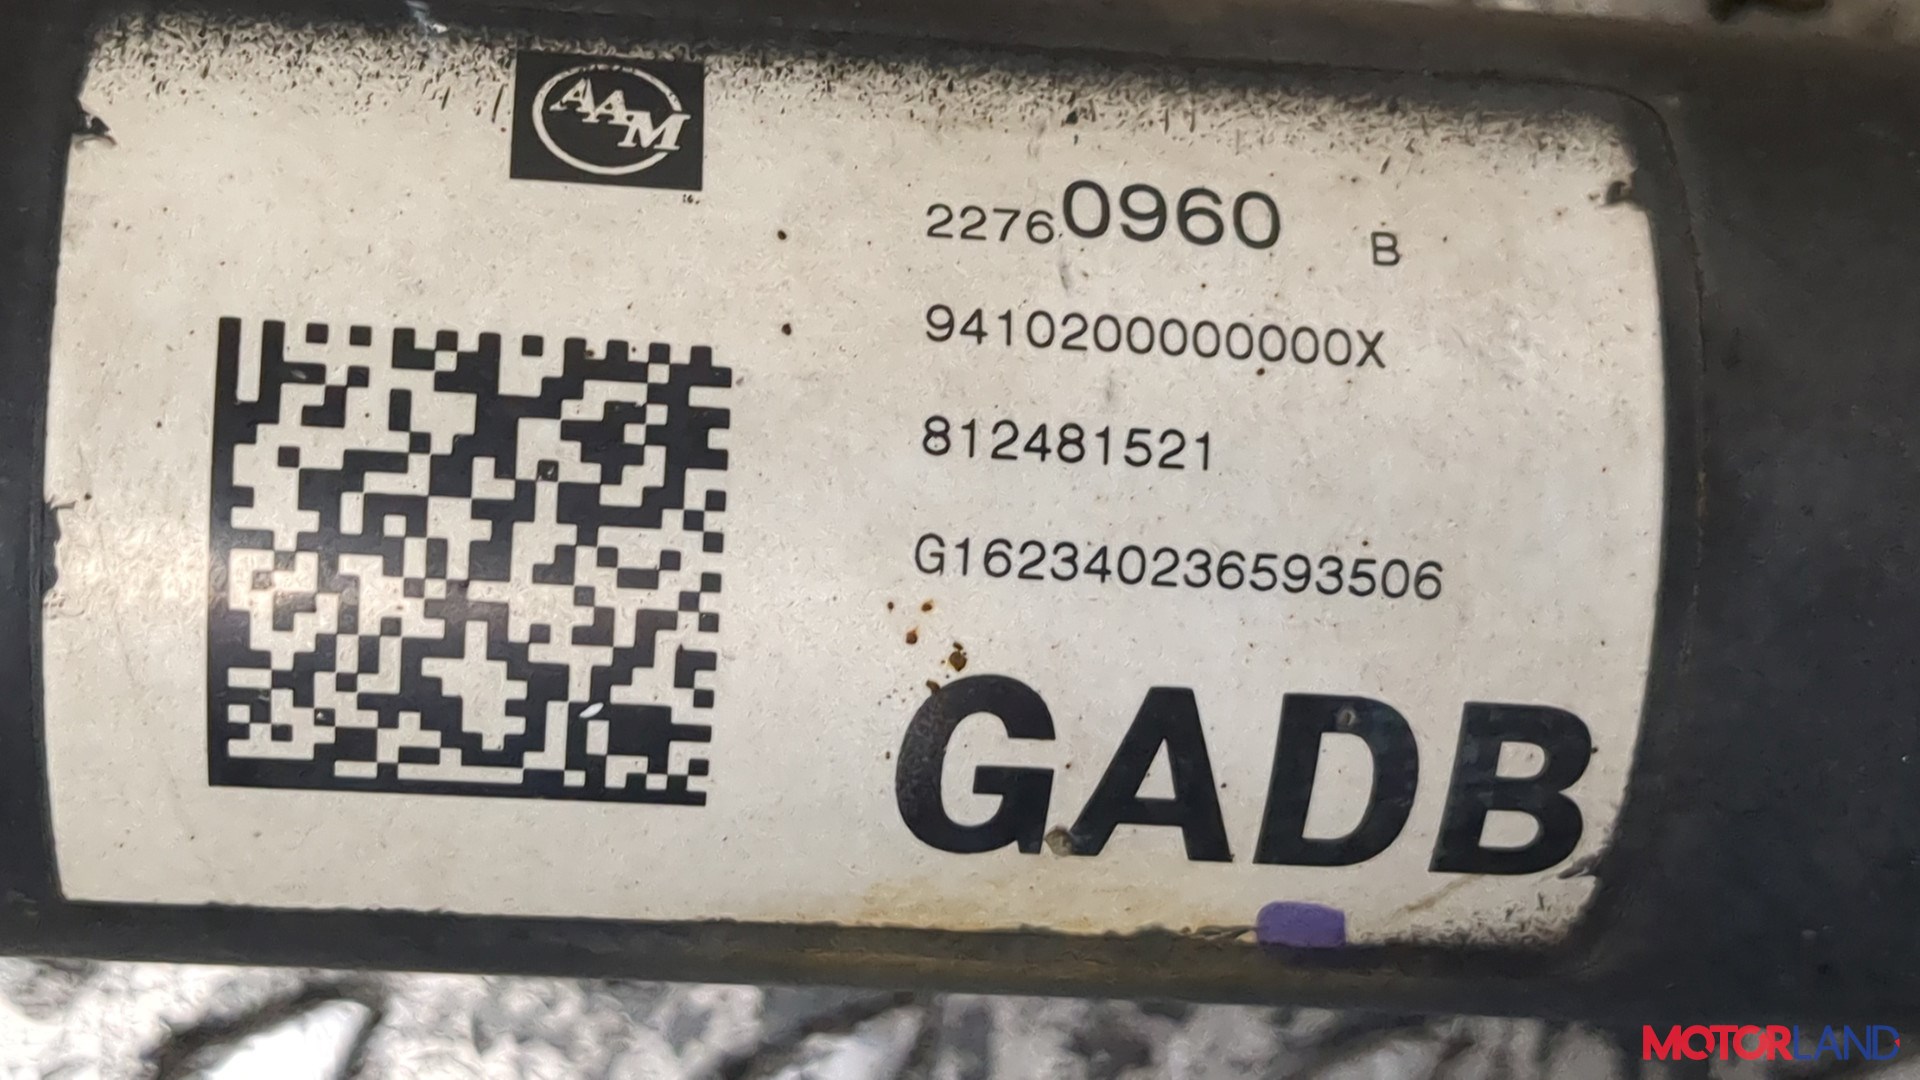 AAM
22760960 B
9410200000000X
812481521
G162340236593506
GADB
MOTORLAND